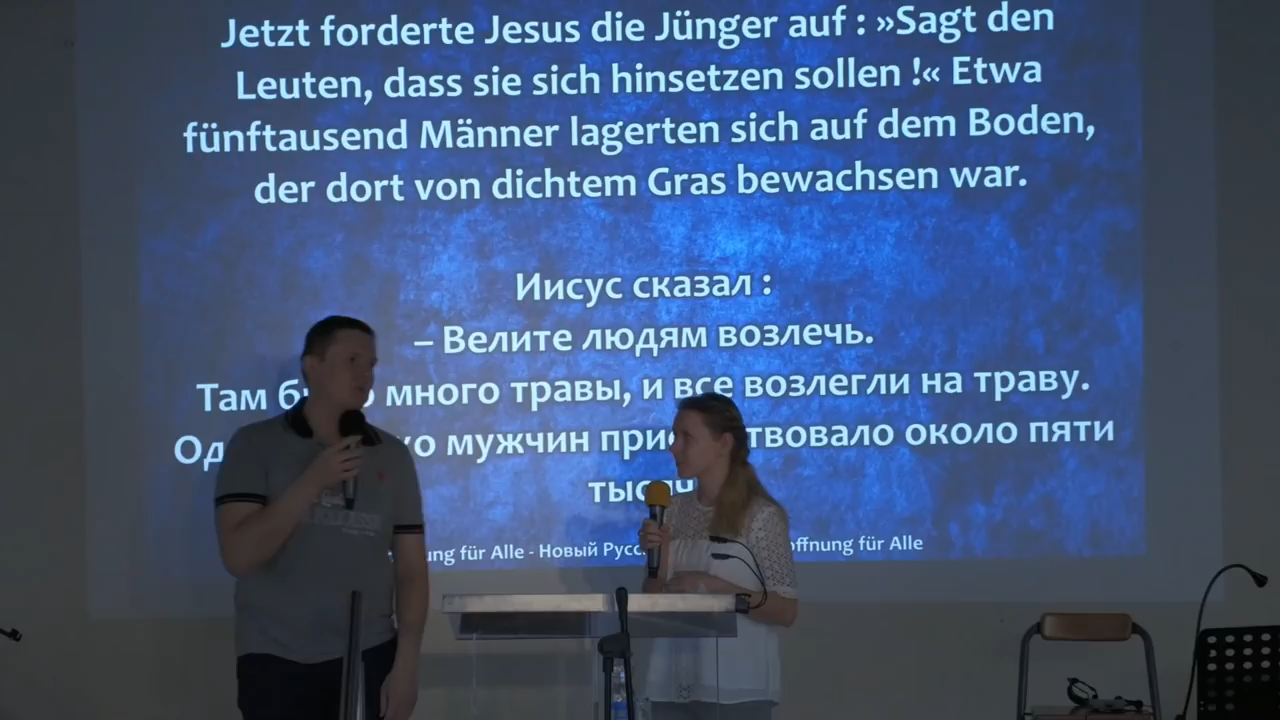 Jetzt forderte Jesus die Jünger auf : »Sagt den
Leuten, dass sie sich hinsetzen sollen !« Etwa
fünftausend Männer lagerten sich auf dem Boden,
der dort von dichtem Gras bewachsen war.
Иисус сказал :
– Велите людям возлечь.
Там много травы, и все возлегли на траву.
мужчин около пяти
für Alle - Новый für Alle